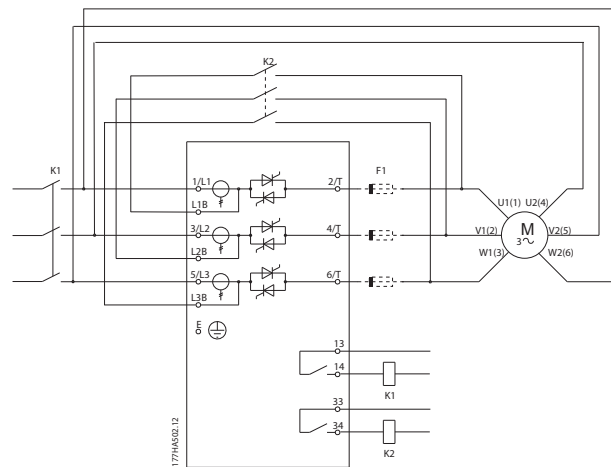 K2
K1
F1
1/L1
2/T
L1B
U1(1) U2(4)
3/L2
4/T
V1(2)
M
3~
V2(5)
L2B
W1(3)
W2(6)
5/L3
6/T
L3B
E
13
14
K1
33
34
K2
177HA502.12